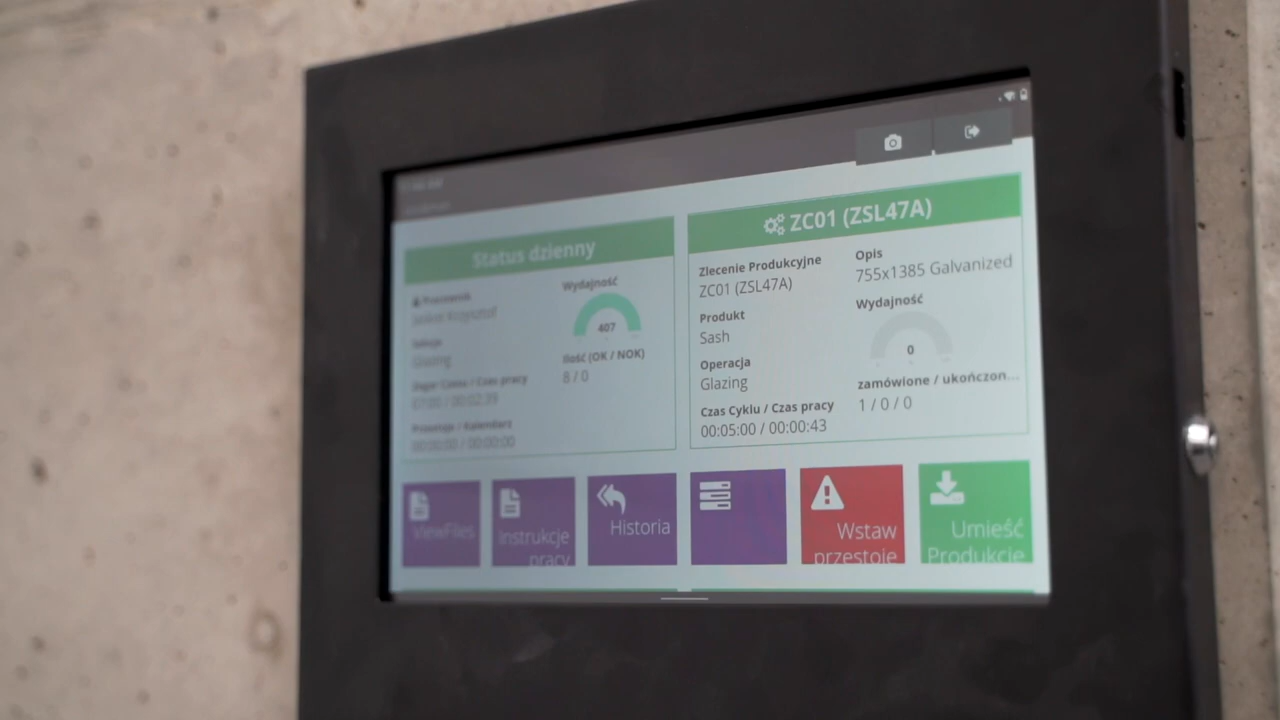 Status dzienny
Wydajność
407
Glazing
Ilość (OK / NOK)
8 / 0
ZC01 (ZSL47A)
Zlecenie Produkcyjne
ZC01 (ZSL47A)
Produkt
Sash
Operacja
Glazing
Czas Cyklu / Czas pracy
00:05:00 / 00:00:43
Opis
755x1385 Galvanized
Wydajność
0
zamówione / ukończon...
1 / 0 / 0
ViewFiles
Instrukcje
pracy
Historia
Wstaw
przestoje
Umieść
Produkcje